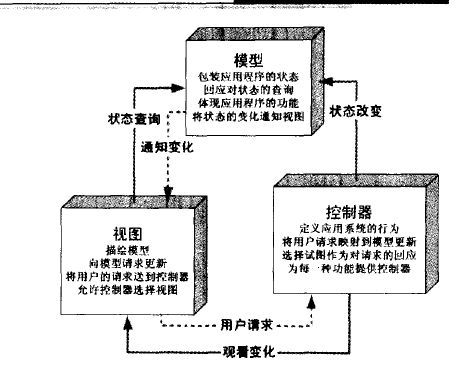 模型
包装应用程序的状态
回应对状态的查询
体现应用程序的功能
将状态的变化通知视图
状态查询
状态改变
通知变化
视图
描绘模型
向模型请求更新
将用户的请求送到控制器
允许控制器选择视图
控制器
定义应用系统的行为
将用户请求映射到模型更新
选择试图作为对请求的回应
为每一种功能提供控制器
用户请求
观看变化